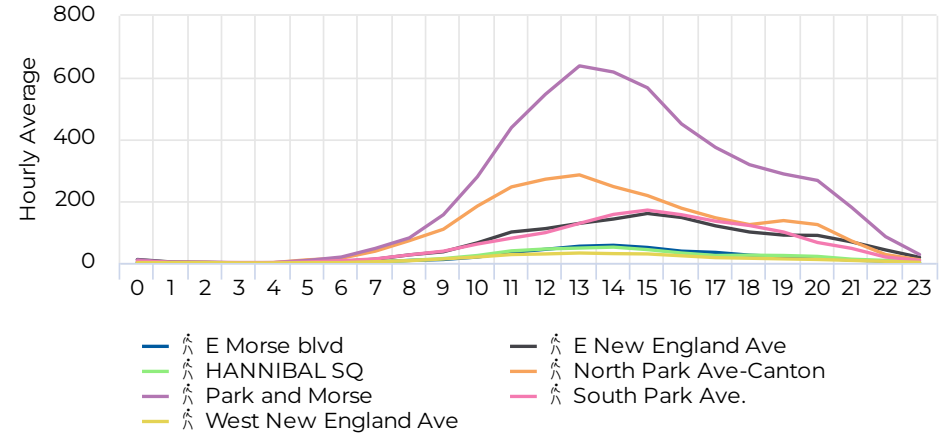 800
600
400
200
0
Hourly Average
0 1 2 3 4 5 6 7 8 9 10 11 12 13 14 15 16 17 18 19 20 21 22 23
E Morse blvd
E New England Ave
HANNIBAL SQ
North Park Ave-Canton
Park and Morse
South Park Ave.
West New England Ave